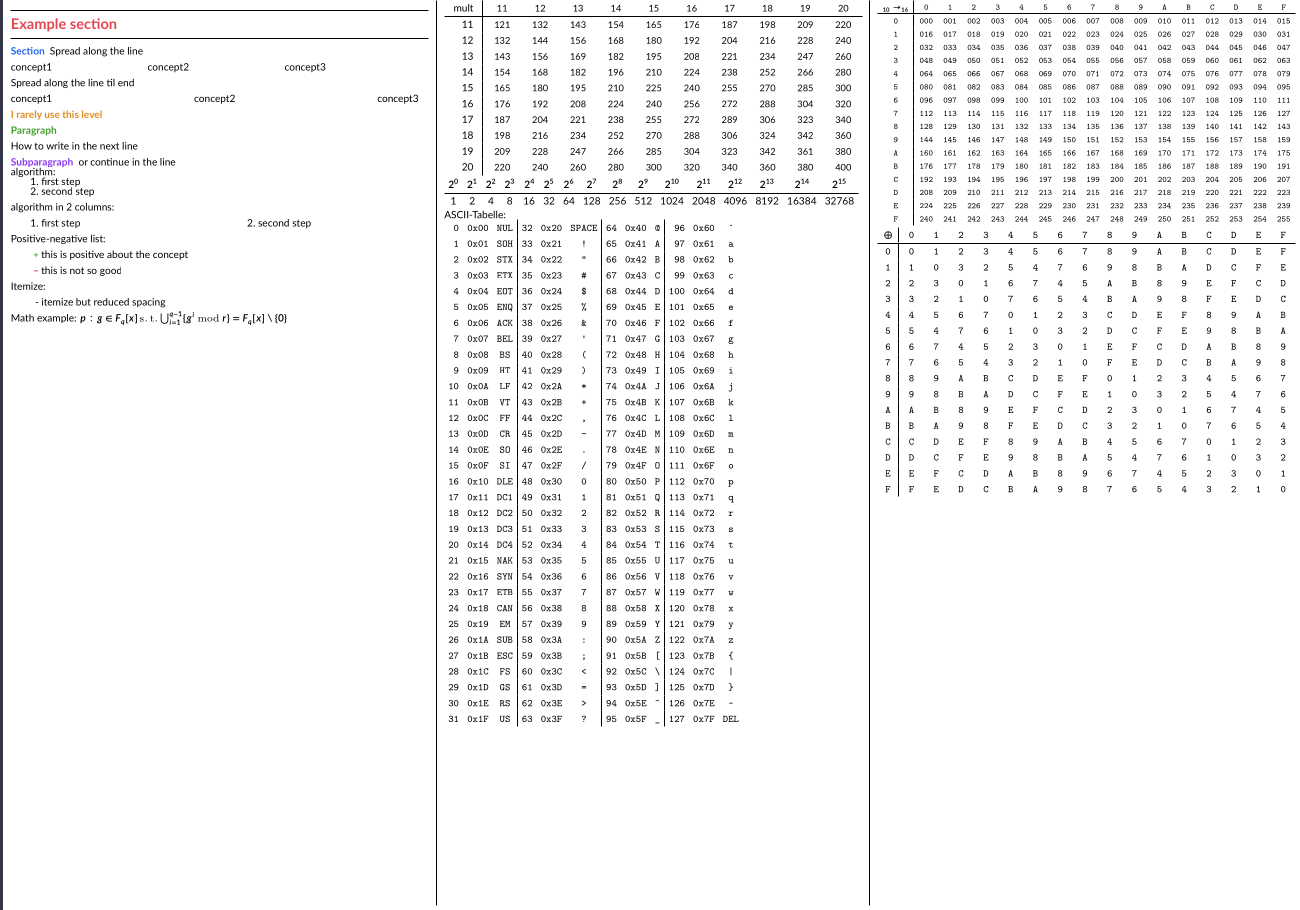 Example section
Section Spread along the line
concept1 concept2 concept3
Spread along the line til end
concept1 concept2 concept3
I rarely use this level
Paragraph
How to write in the next line
Subparagraph or continue in the line
algorithm:
1. first step
2. second step
algorithm in 2 columns:
1. first step 2. second step
Positive-negative list:
+ this is positive about the concept
– this is not so good
Itemize:
- itemize but reduced spacing
Math example: p : g ∈ F_q[x] s. t. ⋃_{i=1}^{q−1}{g^i mod r} = F_q[x] \ {0}
mult 11 12 13 14 15 16 17 18 19 20
11 121 132 143 154 165 176 187 198 209 220
12 132 144 156 168 180 192 204 216 228 240
13 143 156 169 182 195 208 221 234 247 260
14 154 168 182 196 210 224 238 252 266 280
15 165 180 195 210 225 240 255 270 285 300
16 176 192 208 224 240 256 272 288 304 320
17 187 204 221 238 255 272 289 306 323 340
18 198 216 234 252 270 288 306 324 342 360
19 209 228 247 266 285 304 323 342 361 380
20 220 240 260 280 300 320 340 360 380 400
2⁰ 2¹ 2² 2³ 2⁴ 2⁵ 2⁶ 2⁷ 2⁸ 2⁹ 2¹⁰ 2¹¹ 2¹² 2¹³ 2¹⁴ 2¹⁵
1 2 4 8 16 32 64 128 256 512 1024 2048 4096 8192 16384 32768
ASCII-Tabelle:
0 0x00 NUL 32 0x20 SPACE 64 0x40 @ 96 0x60 `
1 0x01 SOH 33 0x21 ! 65 0x41 A 97 0x61 a
2 0x02 STX 34 0x22 " 66 0x42 B 98 0x62 b
3 0x03 ETX 35 0x23 # 67 0x43 C 99 0x63 c
4 0x04 EOT 36 0x24 $ 68 0x44 D 100 0x64 d
5 0x05 ENQ 37 0x25 % 69 0x45 E 101 0x65 e
6 0x06 ACK 38 0x26 & 70 0x46 F 102 0x66 f
7 0x07 BEL 39 0x27 ' 71 0x47 G 103 0x67 g
8 0x08 BS 40 0x28 ( 72 0x48 H 104 0x68 h
9 0x09 HT 41 0x29 ) 73 0x49 I 105 0x69 i
10 0x0A LF 42 0x2A * 74 0x4A J 106 0x6A j
11 0x0B VT 43 0x2B + 75 0x4B K 107 0x6B k
12 0x0C FF 44 0x2C , 76 0x4C L 108 0x6C l
13 0x0D CR 45 0x2D - 77 0x4D M 109 0x6D m
14 0x0E SO 46 0x2E . 78 0x4E N 110 0x6E n
15 0x0F SI 47 0x2F / 79 0x4F O 111 0x6F o
16 0x10 DLE 48 0x30 0 80 0x50 P 112 0x70 p
17 0x11 DC1 49 0x31 1 81 0x51 Q 113 0x71 q
18 0x12 DC2 50 0x32 2 82 0x52 R 114 0x72 r
19 0x13 DC3 51 0x33 3 83 0x53 S 115 0x73 s
20 0x14 DC4 52 0x34 4 84 0x54 T 116 0x74 t
21 0x15 NAK 53 0x35 5 85 0x55 U 117 0x75 u
22 0x16 SYN 54 0x36 6 86 0x56 V 118 0x76 v
23 0x17 ETB 55 0x37 7 87 0x57 W 119 0x77 w
24 0x18 CAN 56 0x38 8 88 0x58 X 120 0x78 x
25 0x19 EM 57 0x39 9 89 0x59 Y 121 0x79 y
26 0x1A SUB 58 0x3A : 90 0x5A Z 122 0x7A z
27 0x1B ESC 59 0x3B ; 91 0x5B [ 123 0x7B {
28 0x1C FS 60 0x3C < 92 0x5C \ 124 0x7C |
29 0x1D GS 61 0x3D = 93 0x5D ] 125 0x7D }
30 0x1E RS 62 0x3E > 94 0x5E ^ 126 0x7E ~
31 0x1F US 63 0x3F ? 95 0x5F _ 127 0x7F DEL
₁₀→₁₆ 0 1 2 3 4 5 6 7 8 9 A B C D E F
0 000 001 002 003 004 005 006 007 008 009 010 011 012 013 014 015
1 016 017 018 019 020 021 022 023 024 025 026 027 028 029 030 031
2 032 033 034 035 036 037 038 039 040 041 042 043 044 045 046 047
3 048 049 050 051 052 053 054 055 056 057 058 059 060 061 062 063
4 064 065 066 067 068 069 070 071 072 073 074 075 076 077 078 079
5 080 081 082 083 084 085 086 087 088 089 090 091 092 093 094 095
6 096 097 098 099 100 101 102 103 104 105 106 107 108 109 110 111
7 112 113 114 115 116 117 118 119 120 121 122 123 124 125 126 127
8 128 129 130 131 132 133 134 135 136 137 138 139 140 141 142 143
9 144 145 146 147 148 149 150 151 152 153 154 155 156 157 158 159
A 160 161 162 163 164 165 166 167 168 169 170 171 172 173 174 175
B 176 177 178 179 180 181 182 183 184 185 186 187 188 189 190 191
C 192 193 194 195 196 197 198 199 200 201 202 203 204 205 206 207
D 208 209 210 211 212 213 214 215 216 217 218 219 220 221 222 223
E 224 225 226 227 228 229 230 231 232 233 234 235 236 237 238 239
F 240 241 242 243 244 245 246 247 248 249 250 251 252 253 254 255
⊕ 0 1 2 3 4 5 6 7 8 9 A B C D E F
0 0 1 2 3 4 5 6 7 8 9 A B C D E F
1 1 0 3 2 5 4 7 6 9 8 B A D C F E
2 2 3 0 1 6 7 4 5 A B 8 9 E F C D
3 3 2 1 0 7 6 5 4 B A 9 8 F E D C
4 4 5 6 7 0 1 2 3 C D E F 8 9 A B
5 5 4 7 6 1 0 3 2 D C F E 9 8 B A
6 6 7 4 5 2 3 0 1 E F C D A B 8 9
7 7 6 5 4 3 2 1 0 F E D C B A 9 8
8 8 9 A B C D E F 0 1 2 3 4 5 6 7
9 9 8 B A D C F E 1 0 3 2 5 4 7 6
A A B 8 9 E F C D 2 3 0 1 6 7 4 5
B B A 9 8 F E D C 3 2 1 0 7 6 5 4
C C D E F 8 9 A B 4 5 6 7 0 1 2 3
D D C F E 9 8 B A 5 4 7 6 1 0 3 2
E E F C D A B 8 9 6 7 4 5 2 3 0 1
F F E D C B A 9 8 7 6 5 4 3 2 1 0